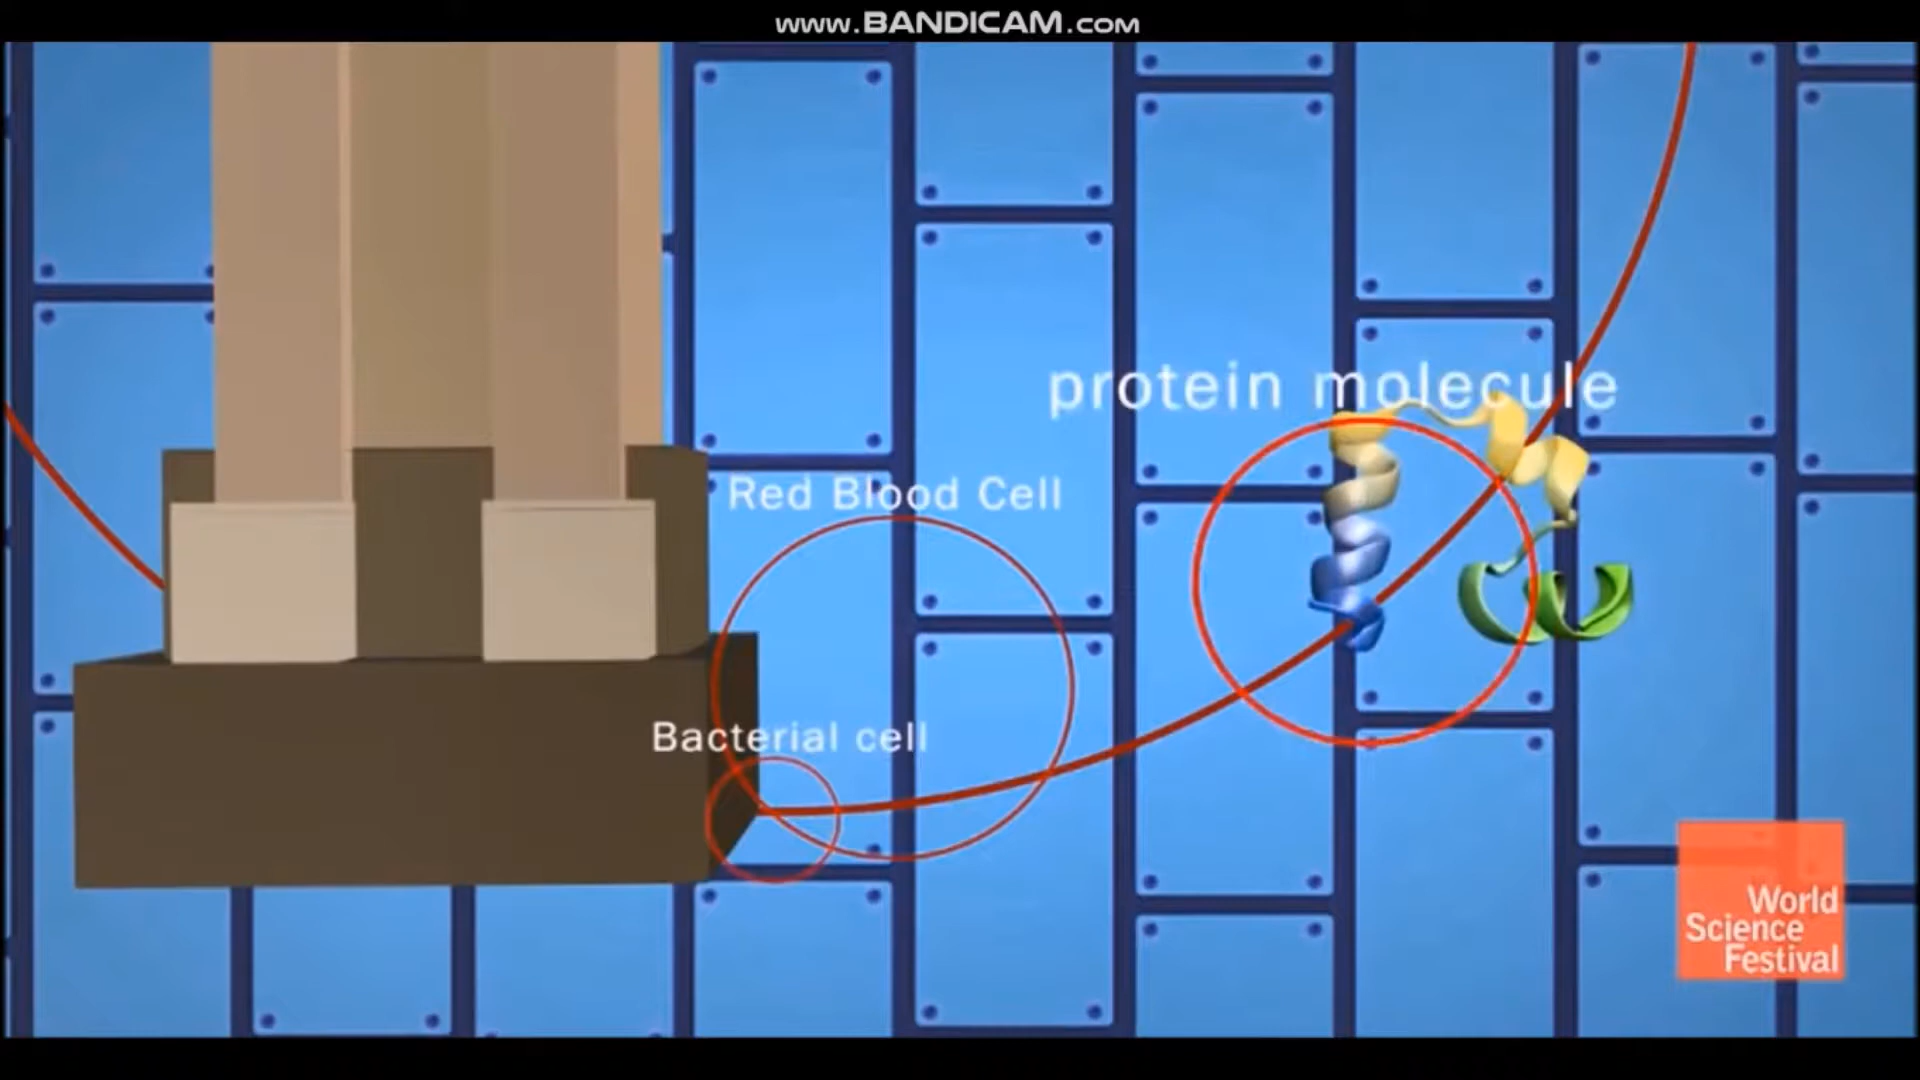 www.BANDICAM.com
protein molecule
Red Blood Cell
Bacterial cell
World
Science
Festival